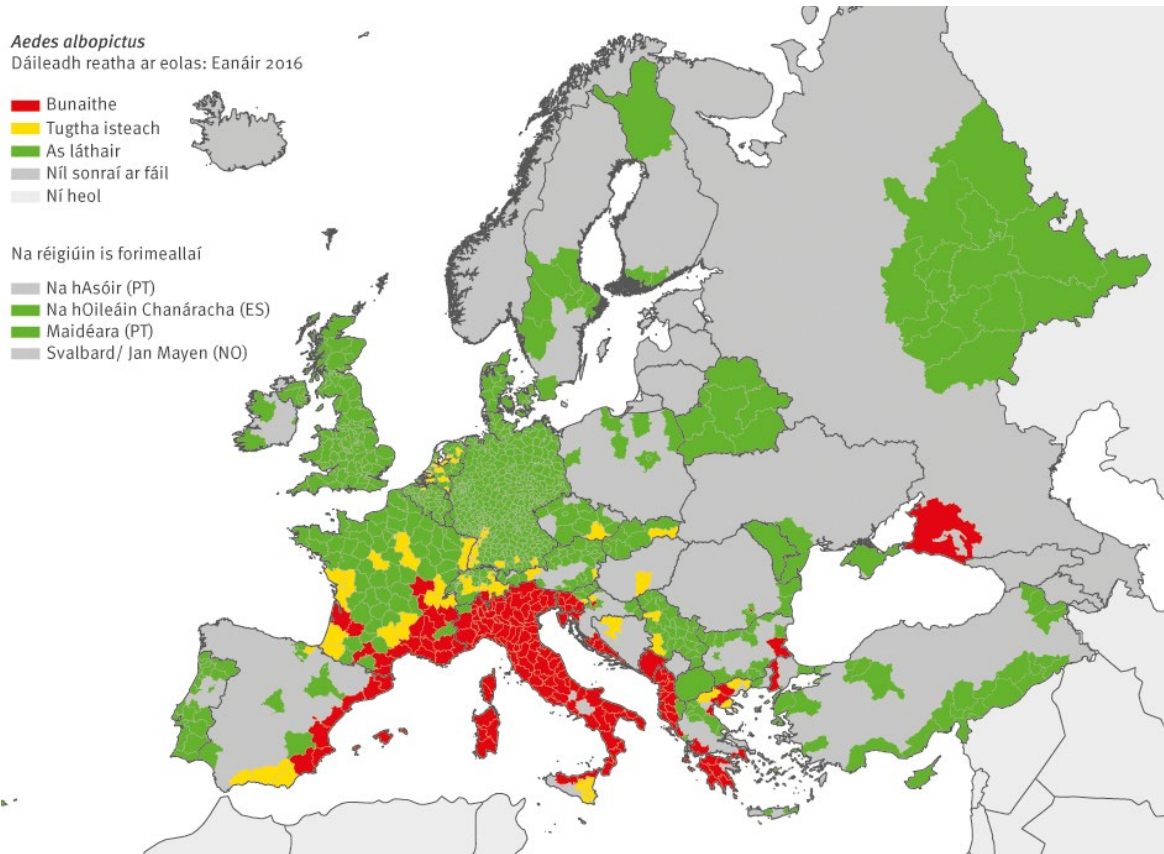 Aedes albopictus
Dáileadh reatha ar eolas: Eanáir 2016
Bunaithe
Tugtha isteach
As láthair
Níl sonraí ar fáil
Ní heol
Na réigiúin is forimeallaí
Na hAsóir (PT)
Na hOileáin Chanáracha (ES)
Maidéara (PT)
Svalbard/ Jan Mayen (NO)